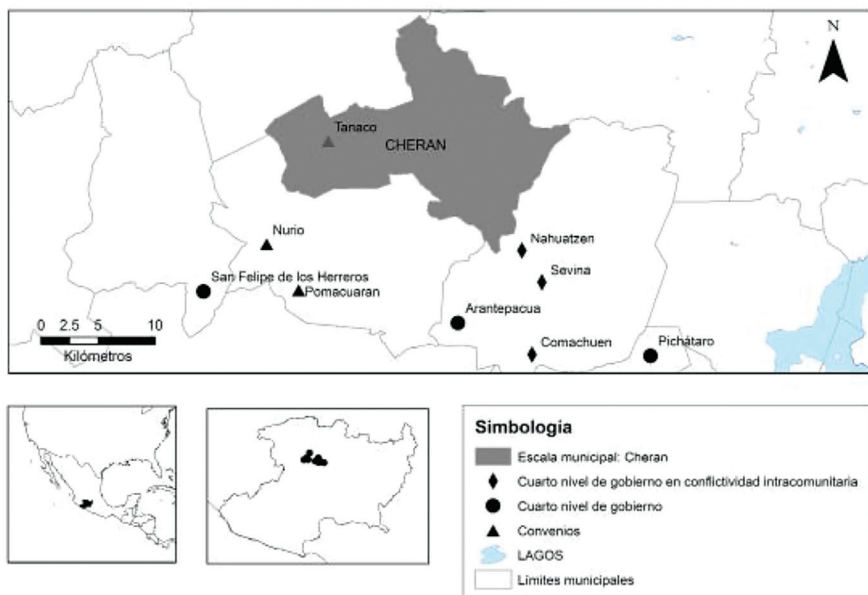 N
Tanaco
CHERAN
Nurio
Nahuatzen
San Felipe de los Herreros
Sevina
Pomacuaran
Arantepacua
0 2.5 5 10
Kilómetros
Comachuen
Pichátaro
Simbología
Escala municipal: Cheran
Cuarto nivel de gobierno en conflictividad intracomunitaria
Cuarto nivel de gobierno
Convenios
LAGOS
Límites municipales